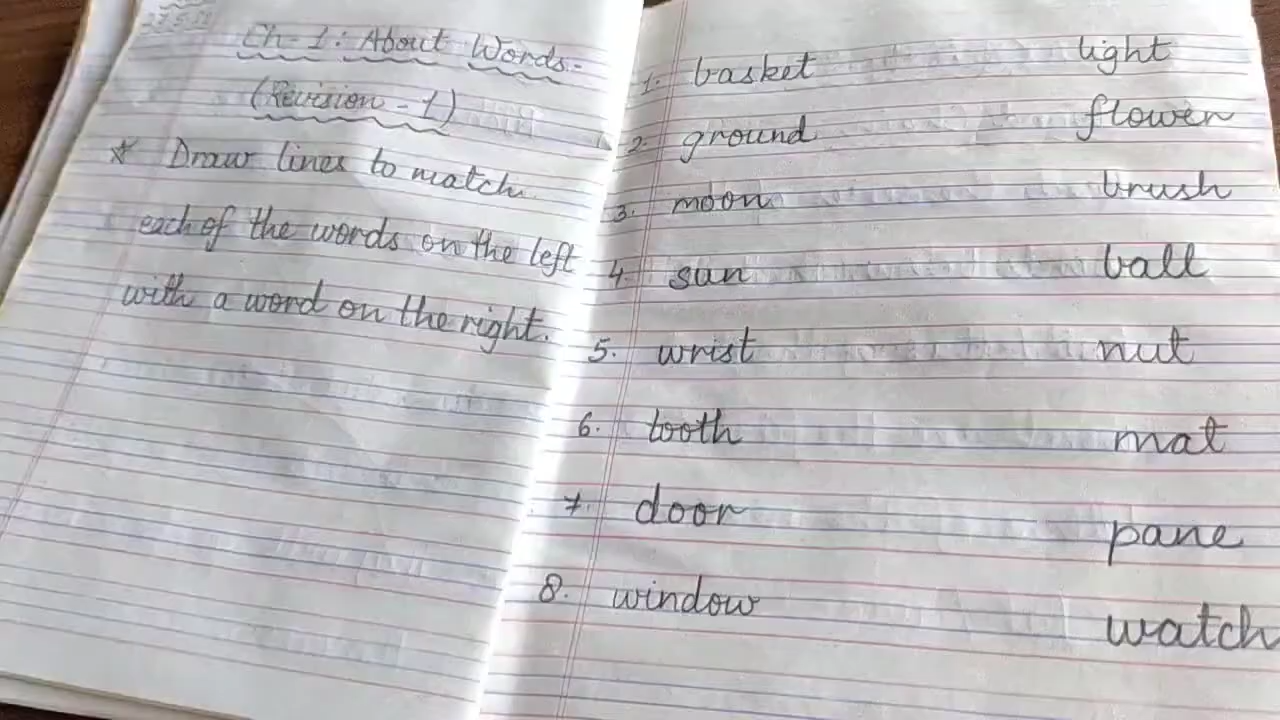 Ch-1: About Words-
(Revision - 1)
* Draw lines to match
each of the words on the left
with a word on the right.
1. basket light
2. ground flower
3. moon brush
4. sun ball
5. wrist nut
6. tooth mat
7. door pane
8. window watch